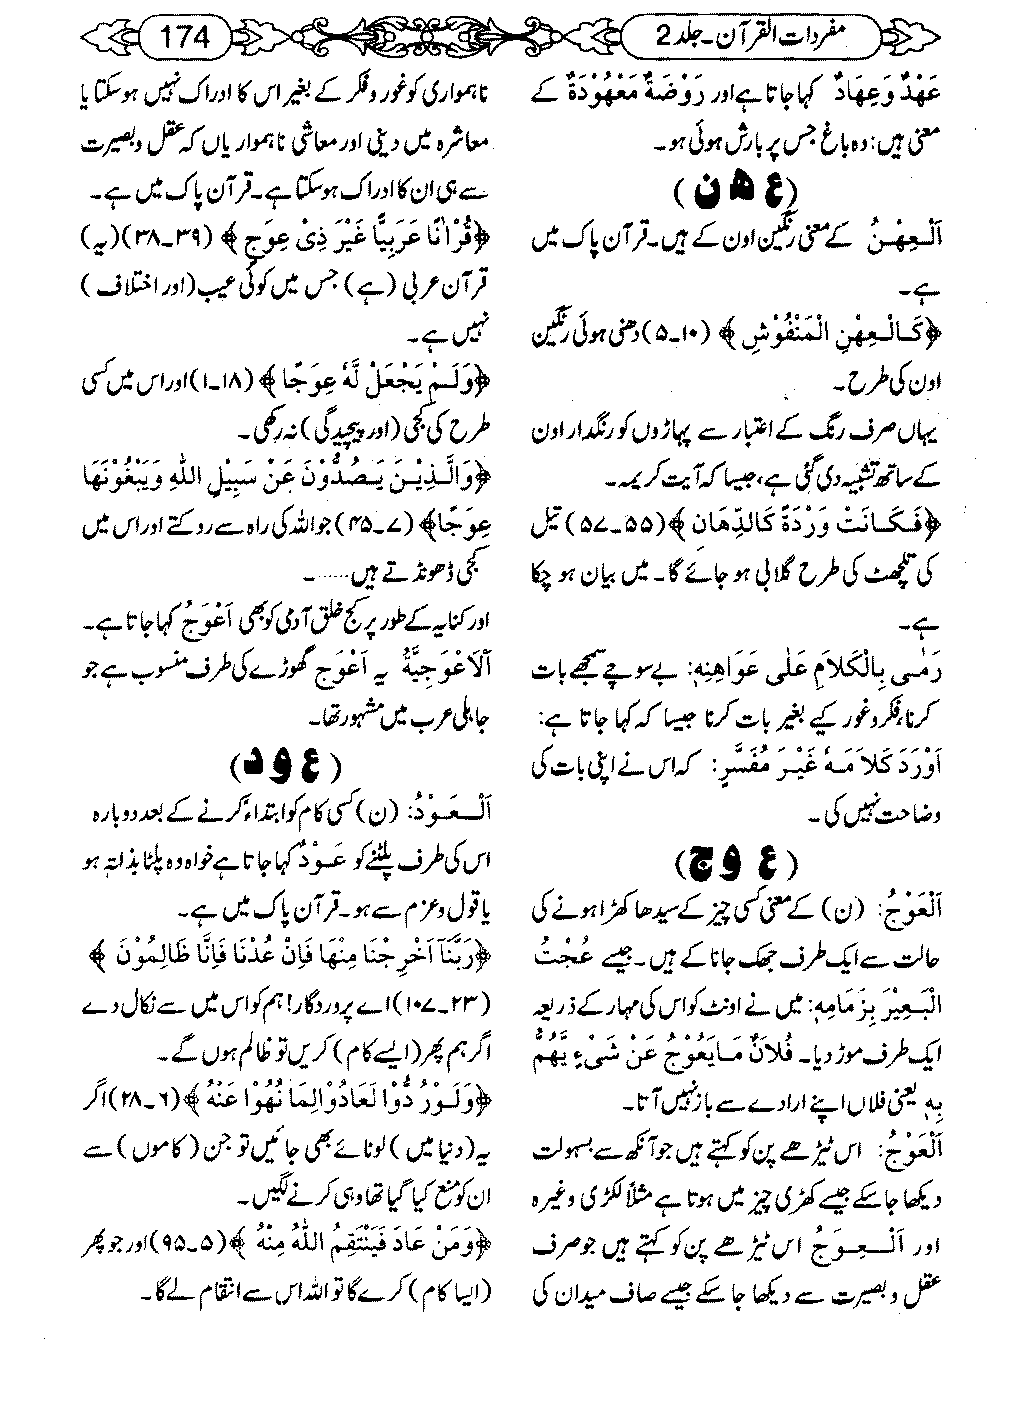 مفردات القرآن۔جلد 2
174
عَهْدٌ وَعِهَادٌ کہا جاتا ہے اور رَوْضَةٌ مَعْهُوْدَةٌ کے
معنی ہیں: وہ باغ جس پر بارش ہوئی ہو۔
(ع ھ ن)
اَلْعِهْنُ کے معنی رنگین اون کے ہیں۔قرآن پاک میں
ہے۔
﴿كَالْعِهْنِ الْمَنْفُوْشِ﴾ (۱۰۔۵) دھنی ہوئی رنگین
اون کی طرح۔
یہاں صرف رنگ کے اعتبار سے پہاڑوں کو رنگدار اون
کے ساتھ تشبیہ دی گئی ہے، جیسا کہ آیت کریمہ۔
﴿فَكَانَتْ وَرْدَةً كَالدِّهَانِ﴾(۵۵۔۵۷) تیل
کی تلچھٹ کی طرح گلابی ہو جائے گا۔ میں بیان ہو چکا
ہے۔
رَمٰى بِالْكَلَامِ عَلٰى عَوَاهِنِهٖ: بے سوچے سمجھے بات
کرنا، فکر و غور کیے بغیر بات کرنا جیسا کہ کہا جاتا ہے:
اَوْرَدَ كَلَامَهٗ غَيْرَ مُفَسَّرٍ: کہ اس نے اپنی بات کی
وضاحت نہیں کی۔
(ع و ج)
اَلْعَوْجُ: (ن) کے معنی کسی چیز کے سیدھا کھڑا ہونے کی
حالت سے ایک طرف جھک جانا کے ہیں۔ جیسے عُجْتُ
الْبَعِيْرَ بِزِمَامِهٖ: میں نے اونٹ کو اس کی مہار کے ذریعہ
ایک طرف موڑ دیا۔ فُلَانٌ مَا يَعُوْجُ عَنْ شَىْءٍ يَّهُمُّ
بِهٖ یعنی فلاں اپنے ارادے سے باز نہیں آتا۔
اَلْعَوْجُ: اس ٹیڑھے پن کو کہتے ہیں جو آنکھ سے بسہولت
دیکھا جا سکے جیسے کھڑی چیز میں ہوتا ہے مثلاً لکڑی وغیرہ
اور اَلْعِوَجُ اس ٹیڑھے پن کو کہتے ہیں جو صرف
عقل و بصیرت سے دیکھا جا سکے جیسے صاف میدان کی
ناہمواری کو غور و فکر کے بغیر اس کا ادراک نہیں ہو سکتا یا
معاشرہ میں دینی اور معاشی ناہمواریاں کہ عقل و بصیرت
سے ہی ان کا ادراک ہو سکتا ہے۔ قرآن پاک میں ہے۔
﴿قُرْاٰنًا عَرَبِيًّا غَيْرَ ذِىْ عِوَجٍ﴾ (۳۹۔۳۸)(یہ)
قرآن عربی (ہے) جس میں کوئی عیب (اور اختلاف)
نہیں ہے۔
﴿وَلَمْ يَجْعَلْ لَّهٗ عِوَجًا﴾ (۱۸۔۱) اور اس میں کسی
طرح کی کجی (اور پیچیدگی) نہ رکھی۔
﴿وَالَّذِيْنَ يَصُدُّوْنَ عَنْ سَبِيْلِ اللّٰهِ وَيَبْغُوْنَهَا
عِوَجًا﴾ (۷۔۴۵) جو اللہ کی راہ سے روکتے اور اس میں
کجی ڈھونڈتے ہیں......۔
اور کنایہ کے طور پر کج خلق آدمی کو بھی اَعْوَجُ کہا جاتا ہے۔
اَلْاَعْوَجِيَّةُ یہ اَعْوَج گھوڑے کی طرف منسوب ہے جو
جاہلی عرب میں مشہور تھا۔
(ع و د)
اَلْعَوْدُ: (ن) کسی کام کو ابتداءً کرنے کے بعد دوبارہ
اس کی طرف پلٹنے کو عَوْدٌ کہا جاتا ہے خواہ وہ پلٹنا بذاتہ ہو
یا قول و عزم سے ہو۔ قرآن پاک میں ہے۔
﴿رَبَّنَآ اَخْرِجْنَا مِنْهَا فَاِنْ عُدْنَا فَاِنَّا ظَالِمُوْنَ﴾
(۲۳۔۱۰۷) اے پروردگار! ہم کو اس میں سے نکال دے
اگر ہم پھر (ایسے کام) کریں تو ظالم ہوں گے۔
﴿وَلَوْ رُدُّوْا لَعَادُوْا لِمَا نُهُوْا عَنْهُ﴾ (۶۔۲۸) اگر
یہ (دنیا میں) لوٹائے بھی جائیں تو جن (کاموں) سے
ان کو منع کیا گیا تھا وہی کرنے لگیں۔
﴿وَمَنْ عَادَ فَيَنْتَقِمُ اللّٰهُ مِنْهُ﴾ (۵۔۹۵) اور جو پھر
(ایسا کام) کرے گا تو اللہ اس سے انتقام لے گا۔